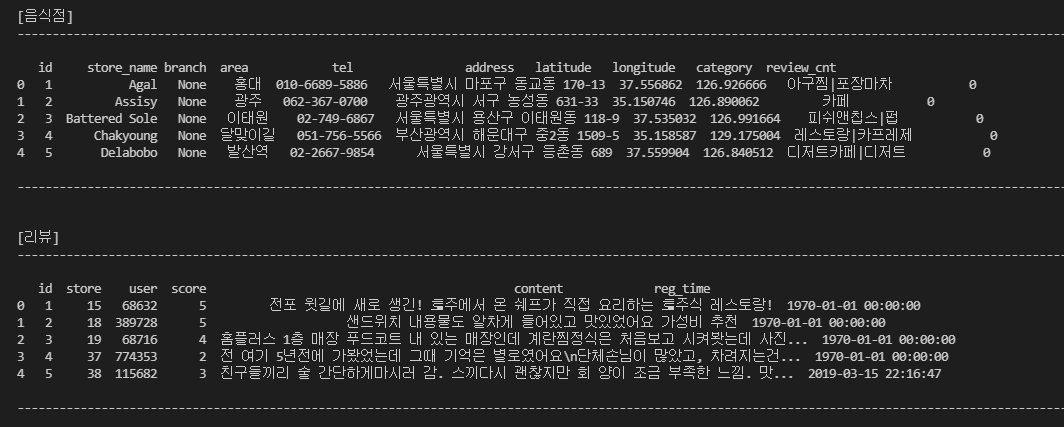 [음식점]
id store_name branch area tel address latitude longitude category review_cnt
0 1 Agal None 홍대 010-6689-5886 서울특별시 마포구 동교동 170-13 37.556862 126.926666 아구찜|포장마차 0
1 2 Assisy None 광주 062-367-0700 광주광역시 서구 농성동 631-33 35.150746 126.890062 카페 0
2 3 Battered Sole None 이태원 02-749-6867 서울특별시 용산구 이태원동 118-9 37.535032 126.991664 피쉬앤칩스|펍 0
3 4 Chakyoung None 달맞이길 051-756-5566 부산광역시 해운대구 중2동 1509-5 35.158587 129.175004 레스토랑|카프레제 0
4 5 Delabobo None 발산역 02-2667-9854 서울특별시 강서구 등촌동 689 37.559904 126.840512 디저트카페|디저트 0
[리뷰]
id store user score content reg_time
0 1 15 68632 5 전포 윗길에 새로 생긴! 호주에서 온 쉐프가 직접 요리하는 호주식 레스토랑! 1970-01-01 00:00:00
1 2 18 389728 5 샌드위치 내용물도 알차게 들어있고 맛있었어요 가성비 추천 1970-01-01 00:00:00
2 3 19 68716 4 홈플러스 1층 매장 푸드코트 내 있는 매장인데 계란찜정식은 처음보고 시켜봣는데 사진... 1970-01-01 00:00:00
3 4 37 774353 2 전 여기 5년전에 가봤었는데 그때 기억은 별로였어요\n단체손님이 많았고, 차려지는건... 1970-01-01 00:00:00
4 5 38 115682 3 친구들끼리 술 간단하게마시러 감. 스끼다시 괜찮지만 회 양이 조금 부족한 느낌. 맛... 2019-03-15 22:16:47